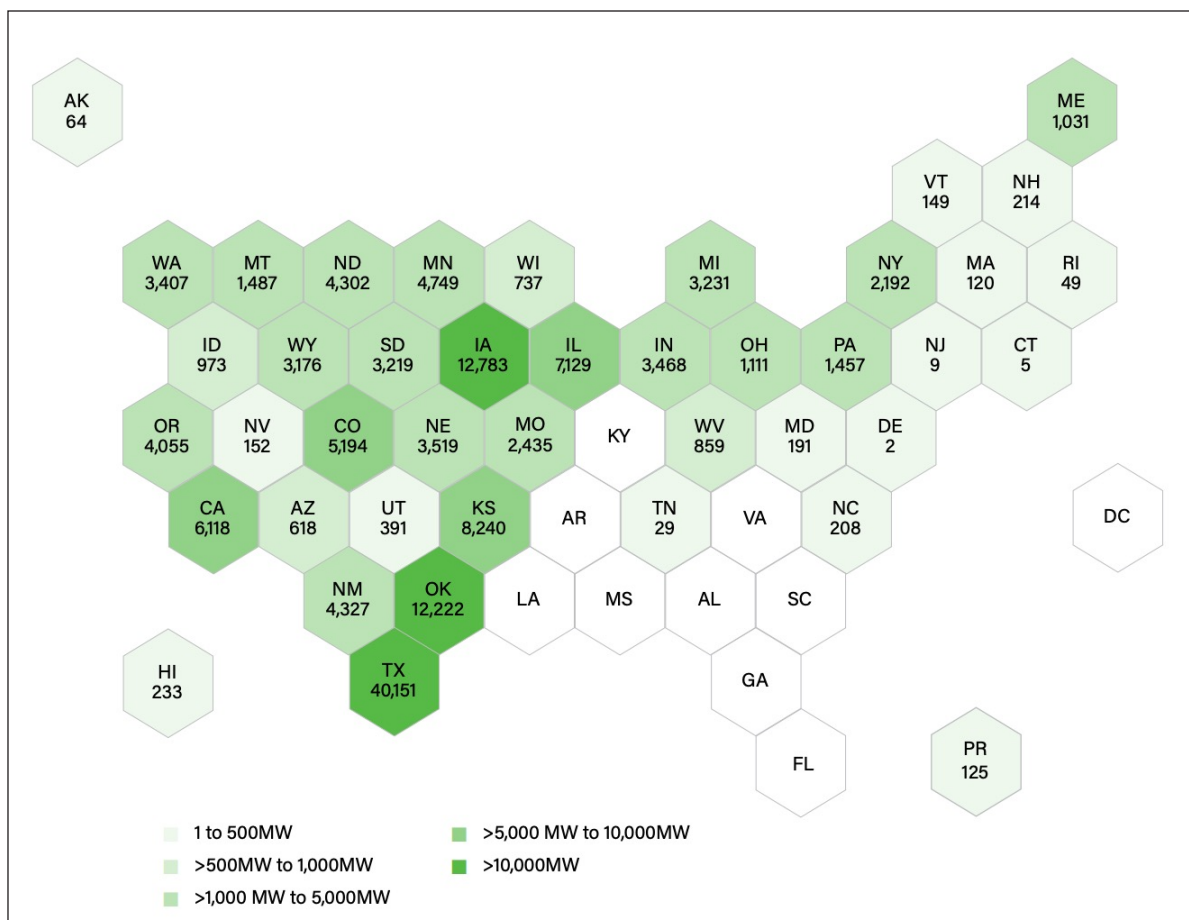 AK
64
ME
1,031
VT
149
NH
214
WA
3,407
MT
1,487
ND
4,302
MN
4,749
WI
737
MI
3,231
NY
2,192
MA
120
RI
49
ID
973
WY
3,176
SD
3,219
IA
12,783
IL
7,129
IN
3,468
OH
1,111
PA
1,457
NJ
9
CT
5
OR
4,055
NV
152
CO
5,194
NE
3,519
MO
2,435
KY
WV
859
MD
191
DE
2
CA
6,118
AZ
618
UT
391
KS
8,240
AR
TN
29
VA
NC
208
DC
NM
4,327
OK
12,222
LA
MS
AL
SC
HI
233
TX
40,151
GA
FL
PR
125
1 to 500MW
>500MW to 1,000MW
>1,000 MW to 5,000MW
>5,000 MW to 10,000MW
>10,000MW